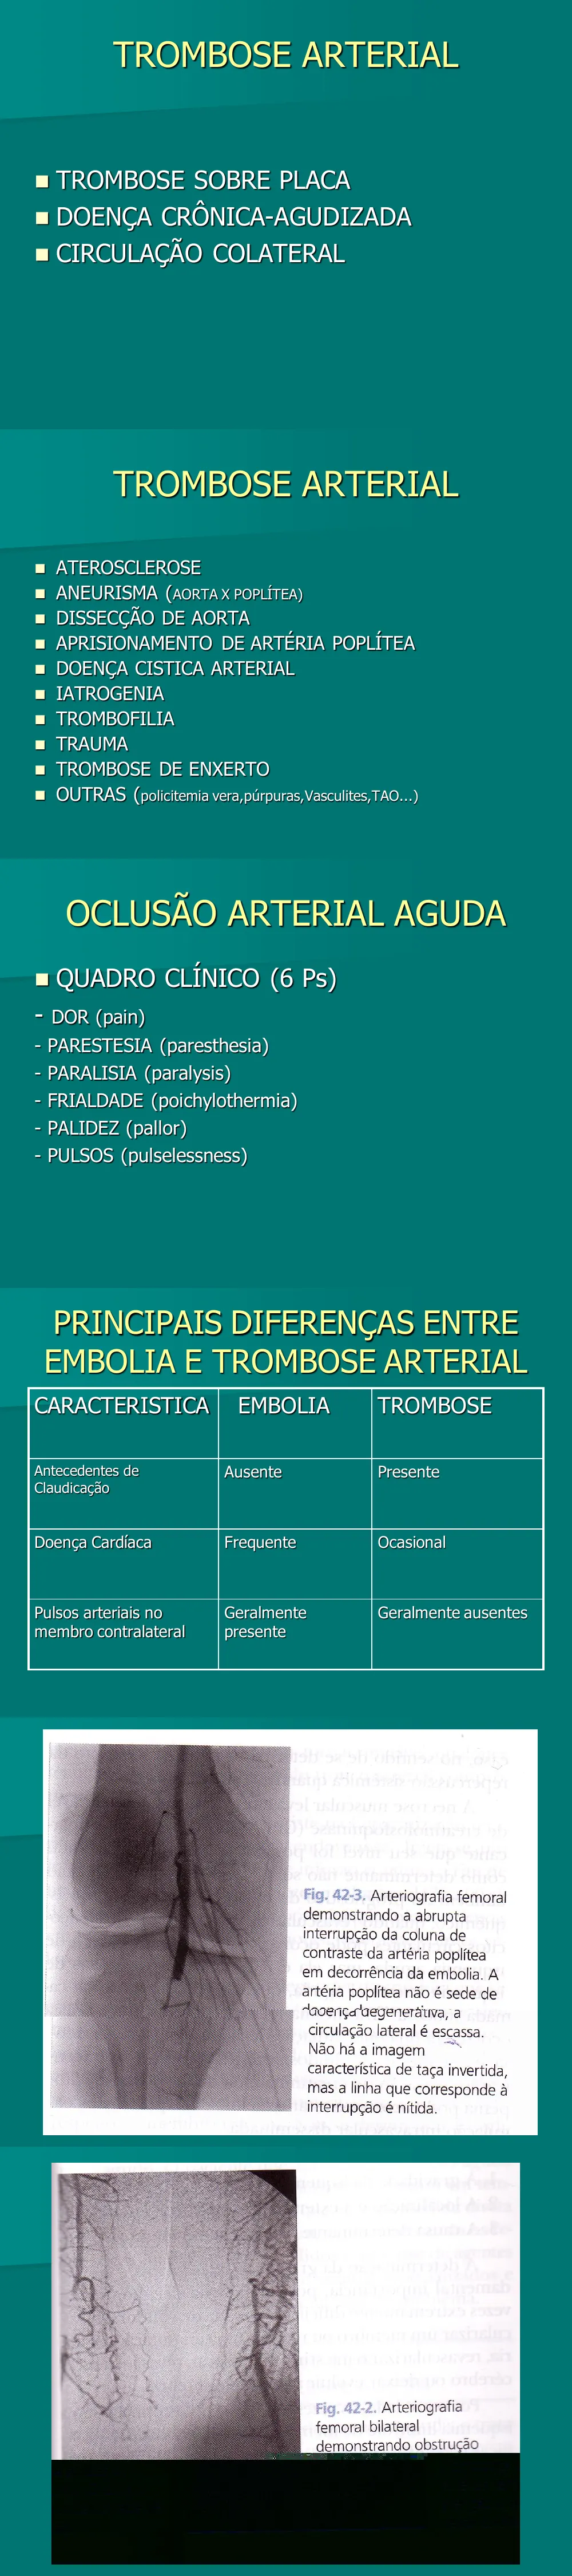 TROMBOSE ARTERIAL
TROMBOSE SOBRE PLACA
DOENÇA CRÔNICA-AGUDIZADA
CIRCULAÇÃO COLATERAL
TROMBOSE ARTERIAL
ATEROSCLEROSE
ANEURISMA (AORTA X POPLÍTEA)
DISSECÇÃO DE AORTA
APRISIONAMENTO DE ARTÉRIA POPLÍTEA
DOENÇA CISTICA ARTERIAL
IATROGENIA
TROMBOFILIA
TRAUMA
TROMBOSE DE ENXERTO
OUTRAS (policitemia vera,púrpuras,Vasculites,TAO...)
OCLUSÃO ARTERIAL AGUDA
QUADRO CLÍNICO (6 Ps)
- DOR (pain)
- PARESTESIA (paresthesia)
- PARALISIA (paralysis)
- FRIALDADE (poichylothermia)
- PALIDEZ (pallor)
- PULSOS (pulselessness)
PRINCIPAIS DIFERENÇAS ENTRE
EMBOLIA E TROMBOSE ARTERIAL
CARACTERISTICA EMBOLIA TROMBOSE
Antecedentes de
Claudicação
Ausente
Presente
Doença Cardíaca
Frequente
Ocasional
Pulsos arteriais no
membro contralateral
Geralmente
presente
Geralmente ausentes
Fig. 42-3. Arteriografia femoral
demonstrando a abrupta
interrupção da coluna de
contraste da artéria poplítea
em decorrência da embolia. A
artéria poplítea não é sede de
doença degenerativa, a
circulação lateral é escassa.
Não há a imagem
característica de taça invertida,
mas a linha que corresponde à
interrupção é nítida.
Fig. 42-2. Arteriografia
femoral bilateral
demonstrando obstrução